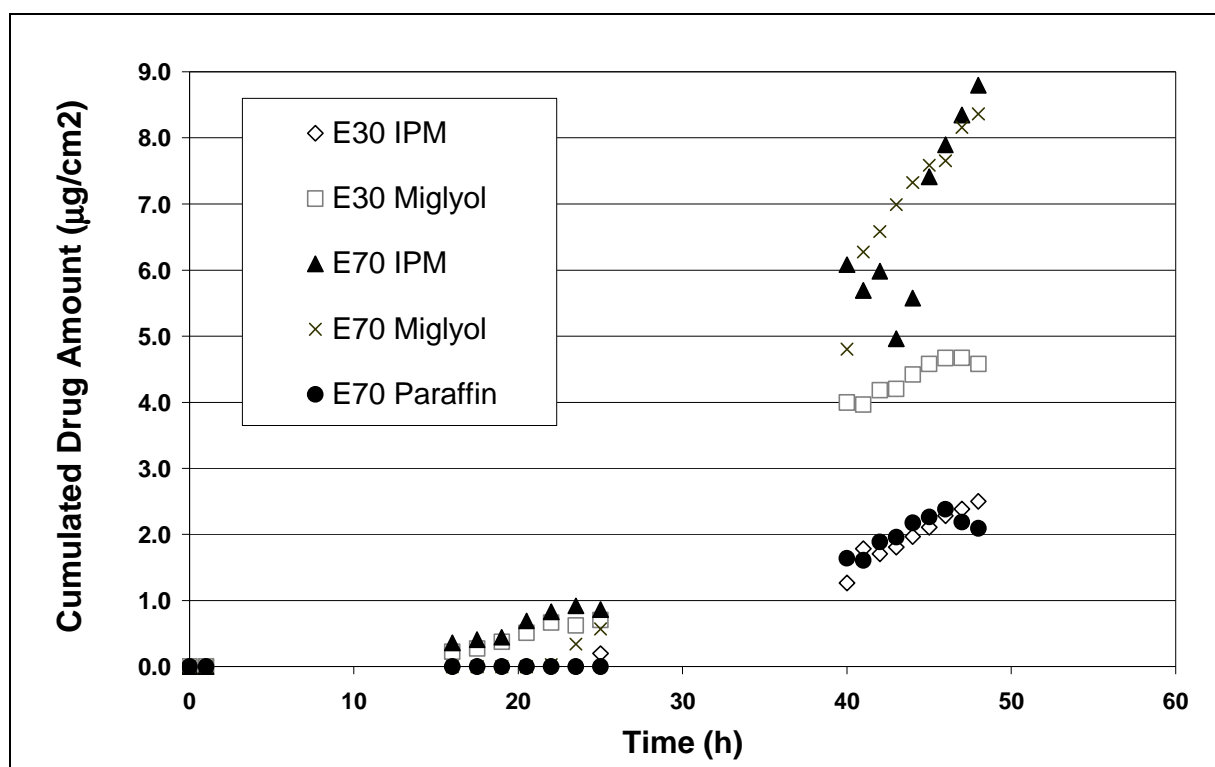 Cumulated Drug Amount (µg/cm2)
9.0
8.0
7.0
6.0
5.0
4.0
3.0
2.0
1.0
0.0
E30 IPM
E30 Miglyol
E70 IPM
E70 Miglyol
E70 Paraffin
0 10 20 30 40 50 60
Time (h)